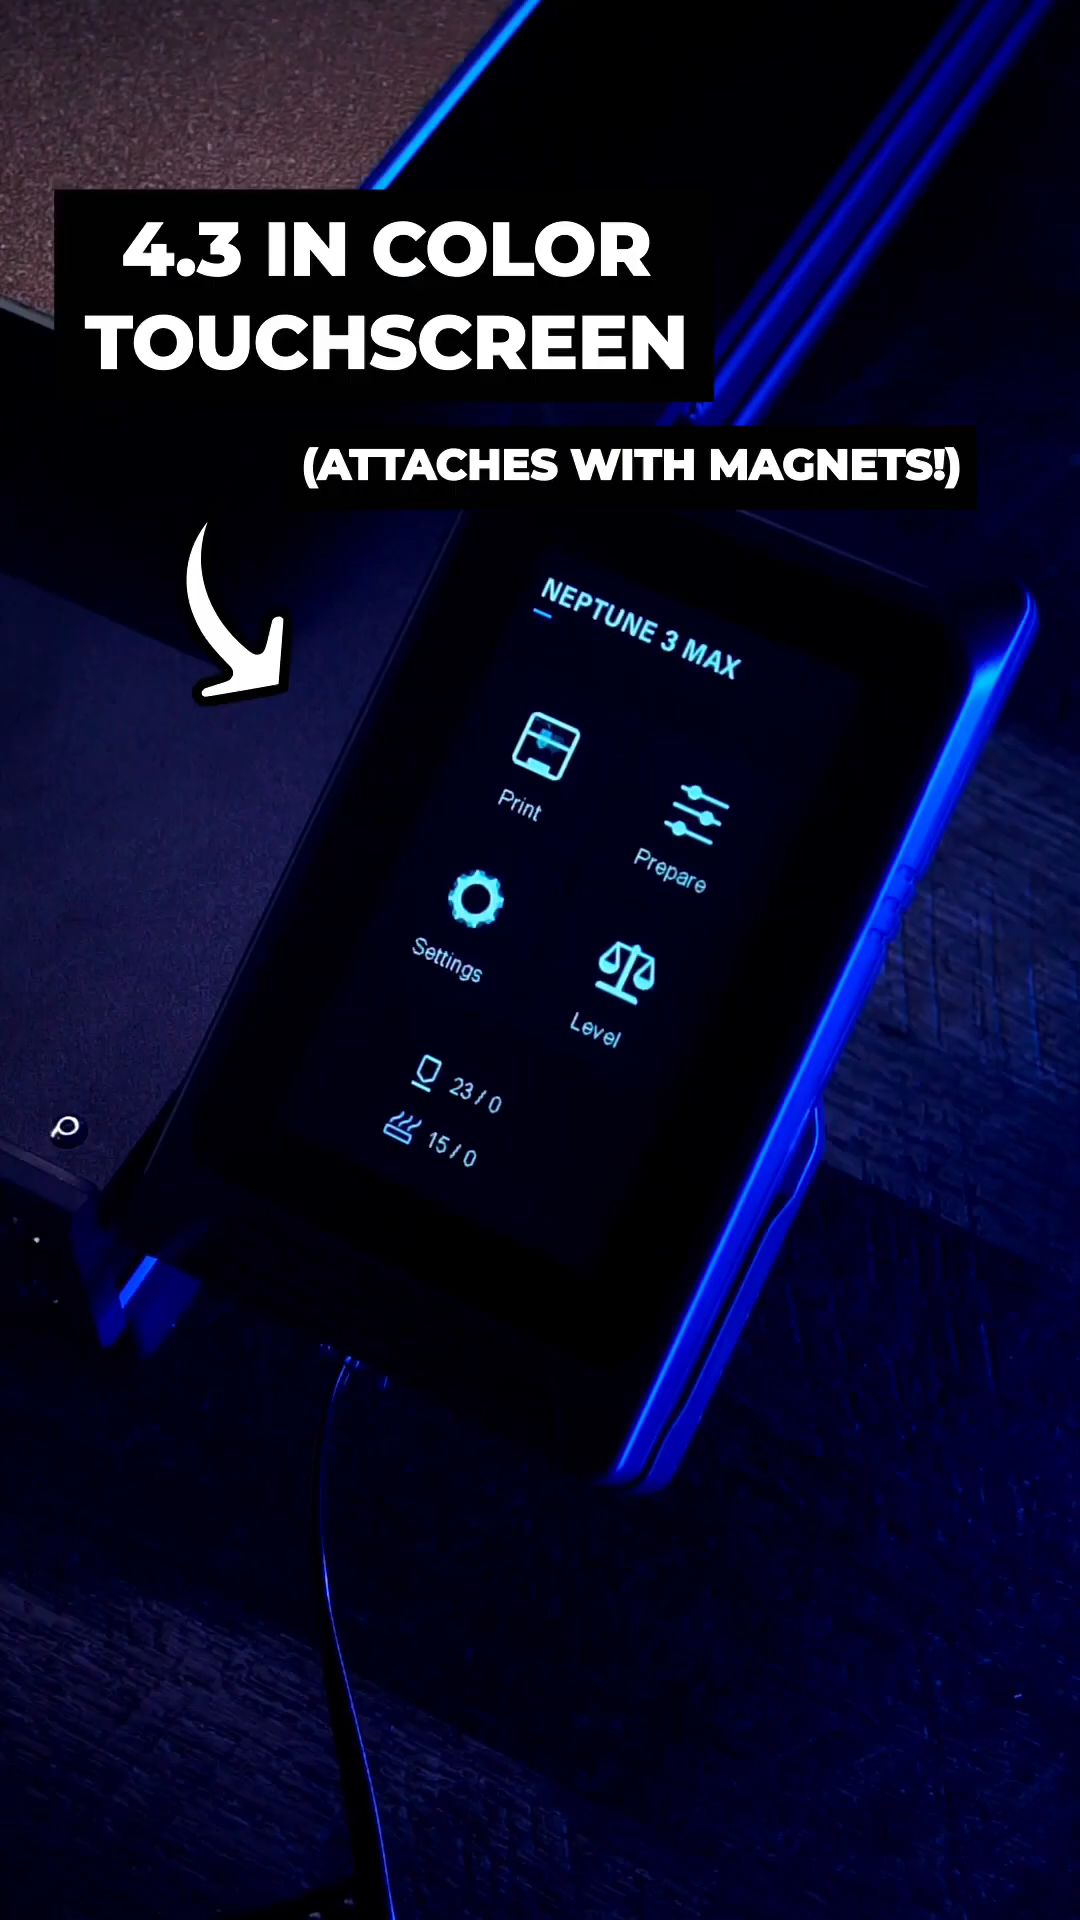 4.3 IN COLOR
TOUCHSCREEN
(ATTACHES WITH MAGNETS!)
NEPTUNE 3 MAX
Print
Prepare
Settings
Level
23 / 0
15 / 0